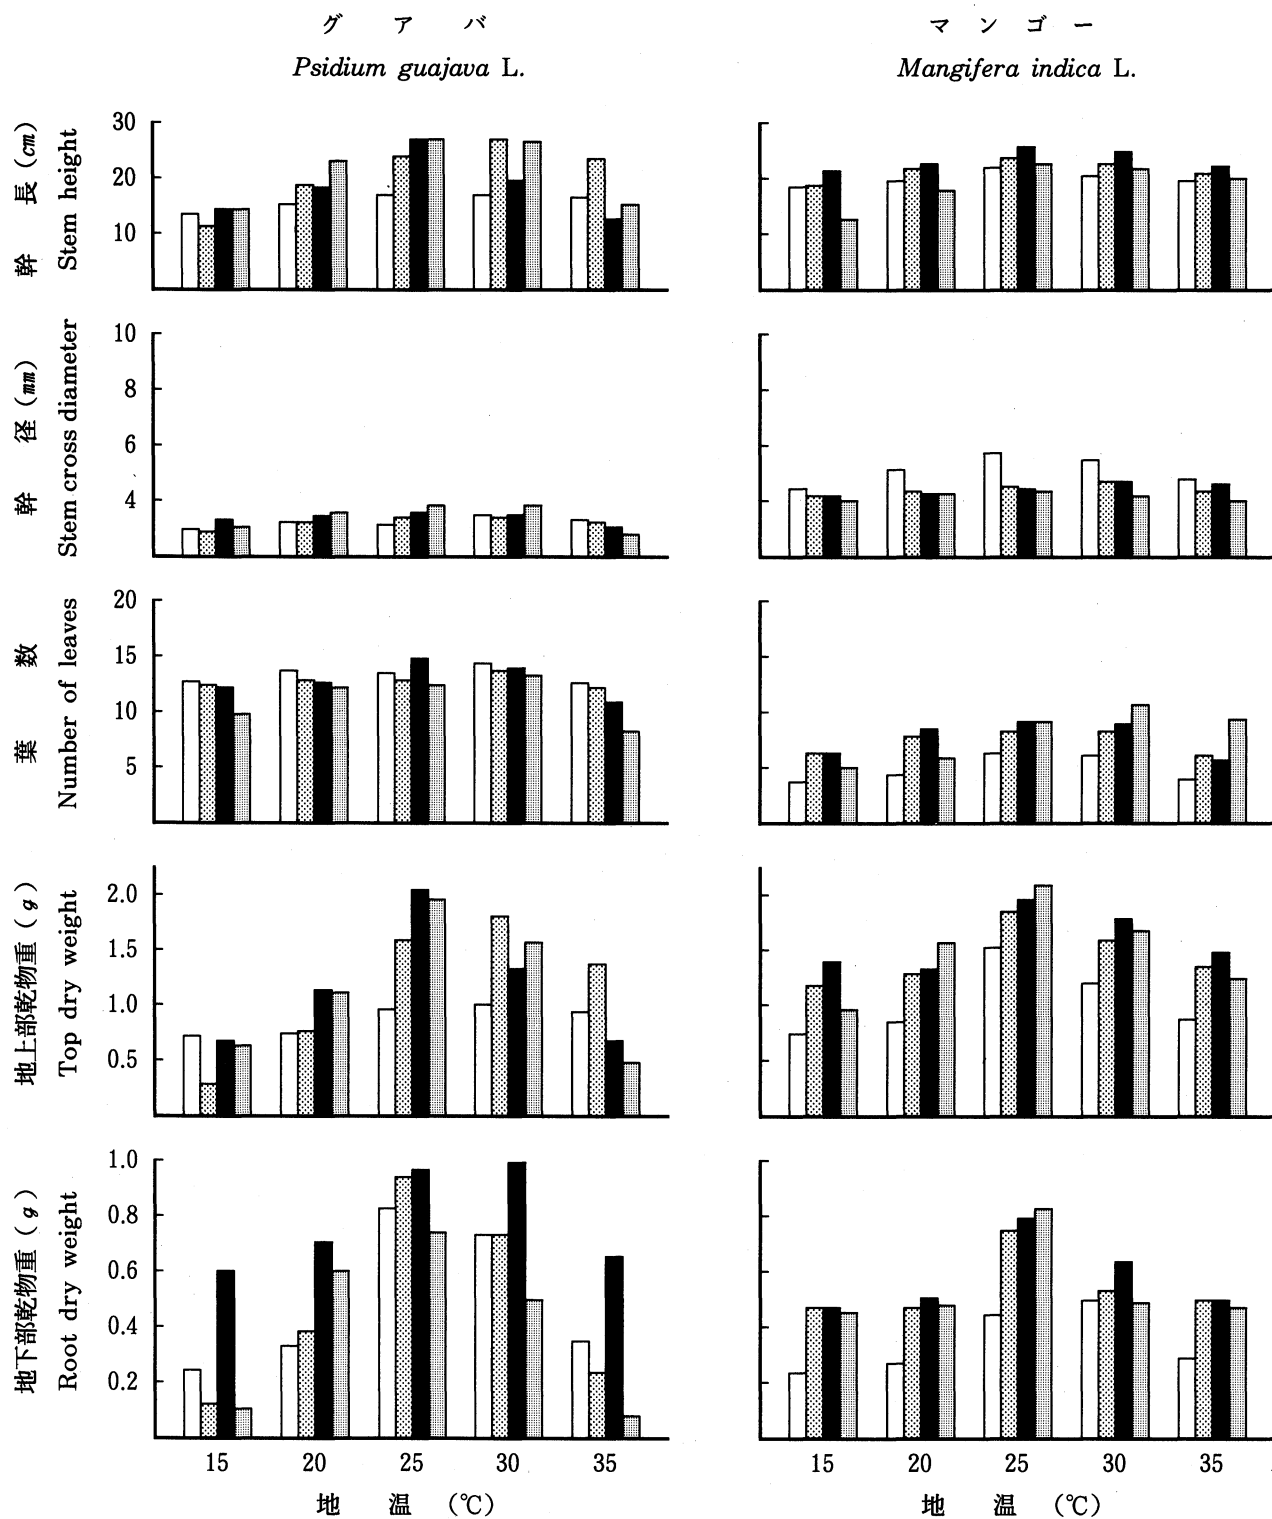 グアバ
Psidium guajava L.
マンゴー
Mangifera indica L.
幹長(cm)
Stem height
30
20
10
幹径(mm)
Stem cross diameter
10
8
6
4
葉数
Number of leaves
20
15
10
5
地上部乾物重(g)
Top dry weight
2.0
1.5
1.0
0.5
地下部乾物重(g)
Root dry weight
1.0
0.8
0.6
0.4
0.2
15 20 25 30 35
地温(℃)
15 20 25 30 35
地温(℃)